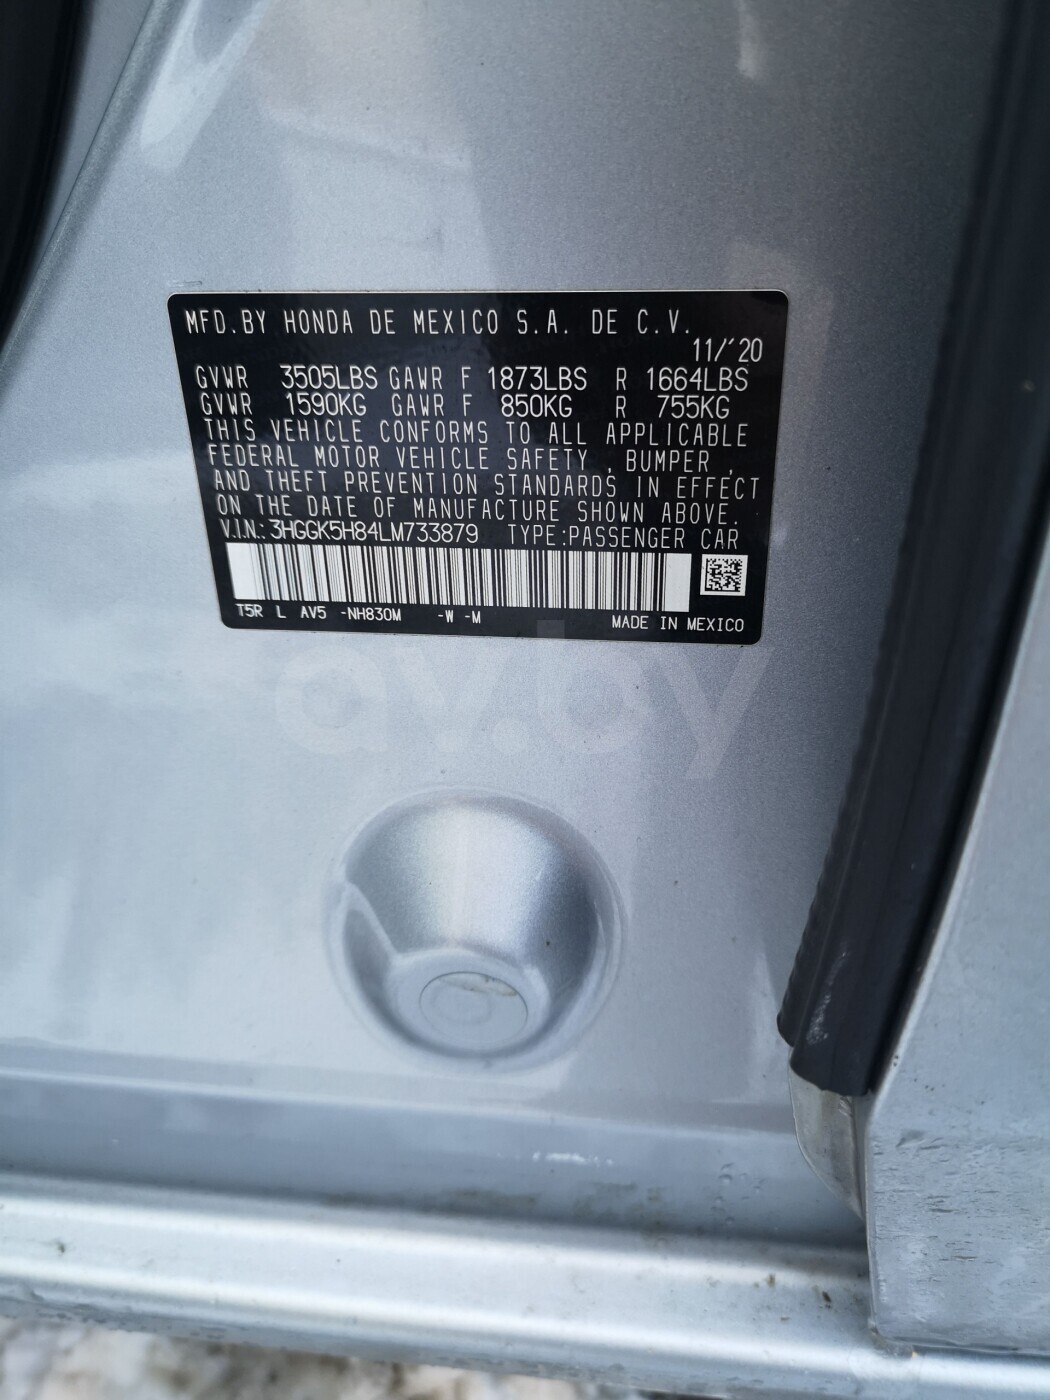 MFD.BY HONDA DE MEXICO S.A. DE C.V.
11/'20
GVWR 3505LBS GAWR F 1873LBS R 1664LBS
GVWR 1590KG GAWR F 850KG R 755KG
THIS VEHICLE CONFORMS TO ALL APPLICABLE
FEDERAL MOTOR VEHICLE SAFETY , BUMPER ,
AND THEFT PREVENTION STANDARDS IN EFFECT
ON THE DATE OF MANUFACTURE SHOWN ABOVE.
V.I.N.: 3HGGK5H84LM733879 TYPE:PASSENGER CAR
T5R L AV5 -NH830M -W -M MADE IN MEXICO
av.by